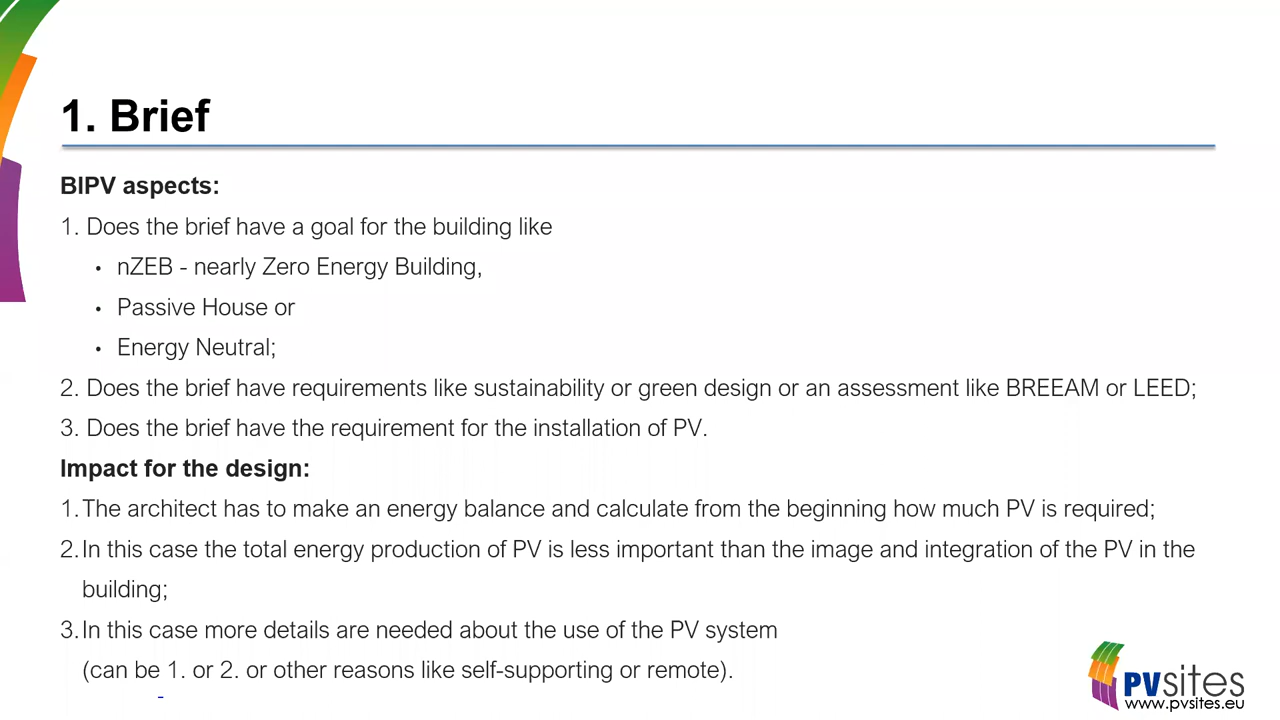 1. Brief
BIPV aspects:
1. Does the brief have a goal for the building like
• nZEB - nearly Zero Energy Building,
• Passive House or
• Energy Neutral;
2. Does the brief have requirements like sustainability or green design or an assessment like BREEAM or LEED;
3. Does the brief have the requirement for the installation of PV.
Impact for the design:
1. The architect has to make an energy balance and calculate from the beginning how much PV is required;
2. In this case the total energy production of PV is less important than the image and integration of the PV in the
building;
3. In this case more details are needed about the use of the PV system
(can be 1. or 2. or other reasons like self-supporting or remote).
PVsites
www.pvsites.eu